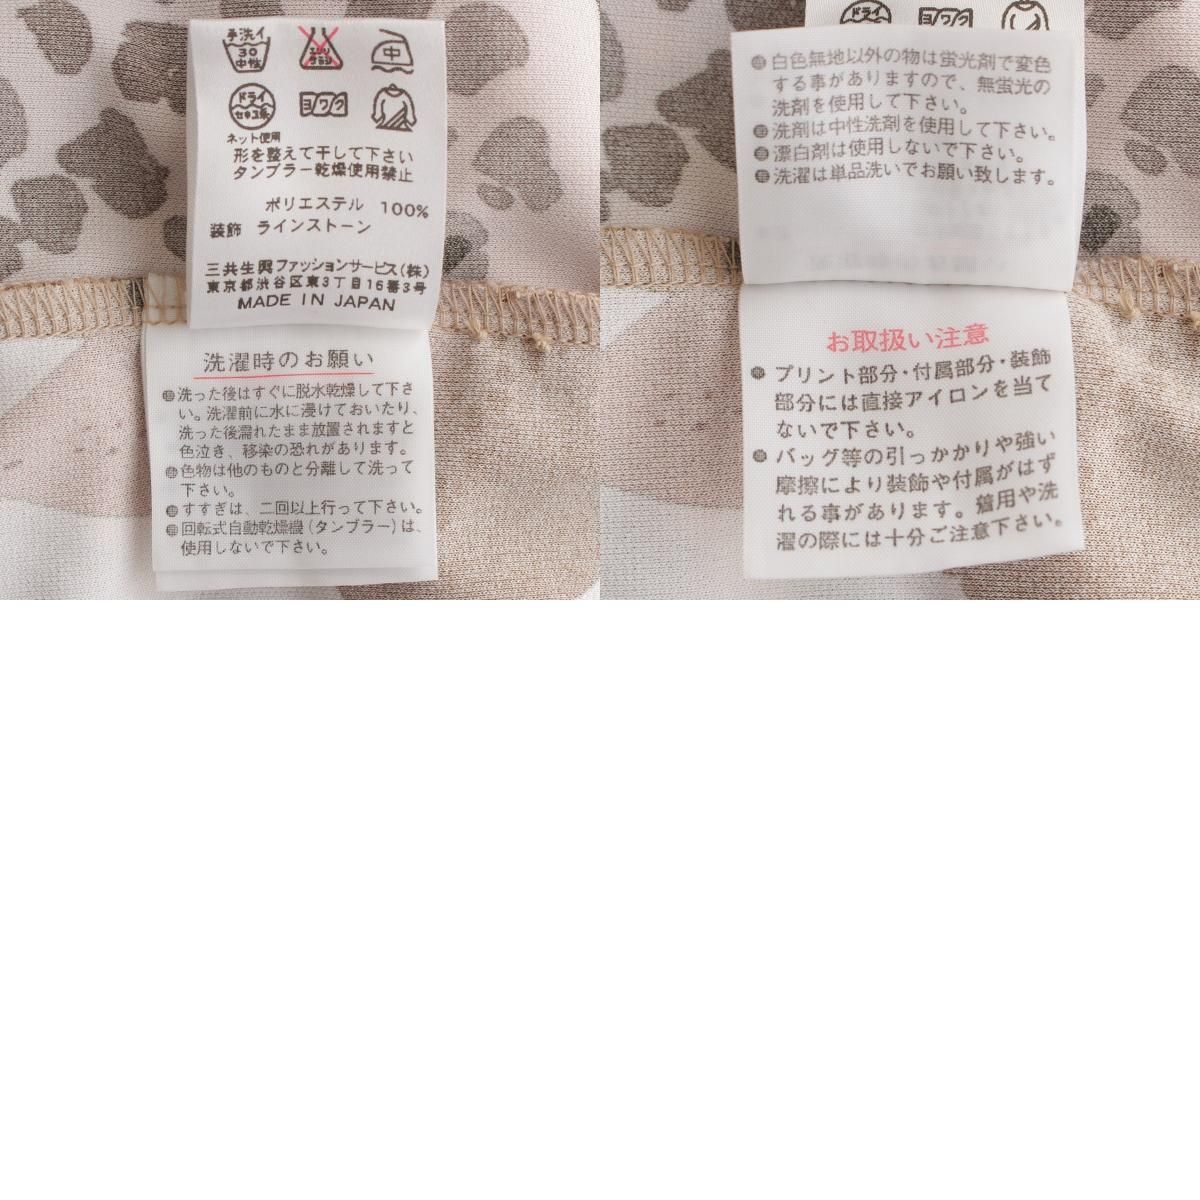 手洗イ
30
中性
エンソ
サラシ
中
ドライ
セキユ系
ヨワク
ネット使用
形を整えて干して下さい
タンブラー乾燥使用禁止
ポリエステル 100%
装飾 ラインストーン
三共生興ファッションサービス(株)
東京都渋谷区東3丁目16番3号
MADE IN JAPAN
洗濯時のお願い
●洗った後はすぐに脱水乾燥して下さ
い。洗濯前に水に浸けておいたり、
洗った後濡れたまま放置されますと
色泣き、移染の恐れがあります。
●色物は他のものと分離して洗って
下さい。
●すすぎは、二回以上行って下さい。
●回転式自動乾燥機(タンブラー)は、
使用しないで下さい。
ドライ
ヨワク
●白色無地以外の物は蛍光剤で変色
する事がありますので、無蛍光の
洗剤を使用して下さい。
●洗剤は中性洗剤を使用して下さい。
●漂白剤は使用しないで下さい。
●洗濯は単品洗いでお願い致します。
お取扱い注意
●プリント部分・付属部分・装飾
部分には直接アイロンを当て
ないで下さい。
●バッグ等の引っかかりや強い
摩擦により装飾や付属がはず
れる事があります。着用や洗
濯の際には十分ご注意下さい。